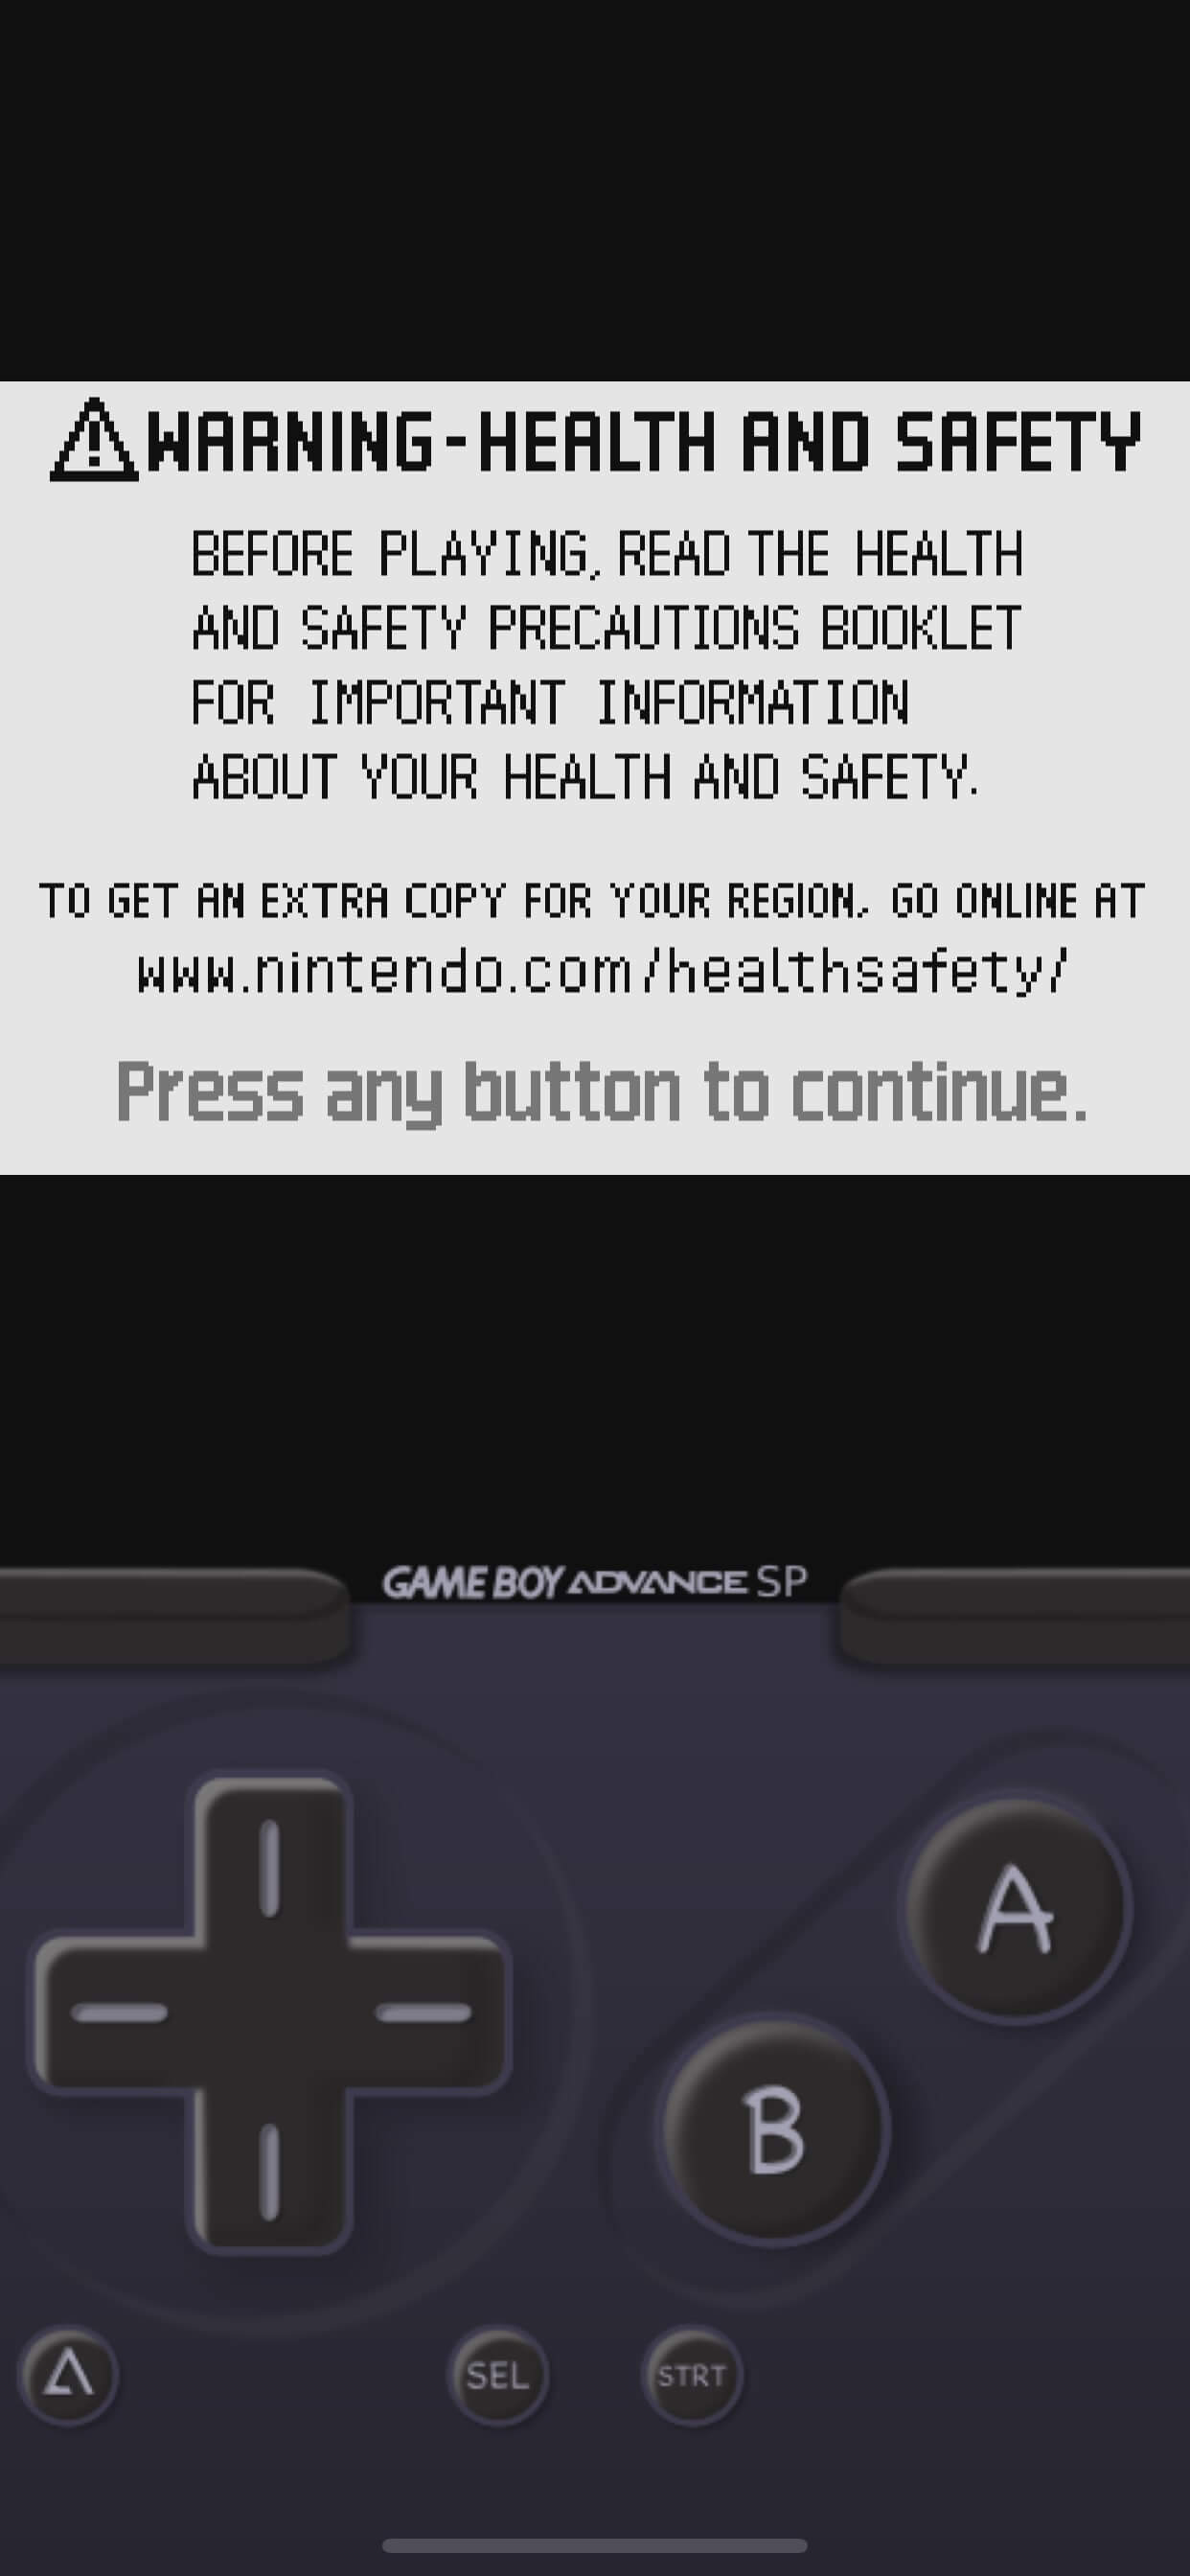 WARNING-HEALTH AND SAFETY
BEFORE PLAYING, READ THE HEALTH
AND SAFETY PRECAUTIONS BOOKLET
FOR IMPORTANT INFORMATION
ABOUT YOUR HEALTH AND SAFETY.
TO GET AN EXTRA COPY FOR YOUR REGION, GO ONLINE AT
www.nintendo.com/healthsafety/
Press any button to continue.
GAME BOY ADVANCE SP
A
B
SEL STRT